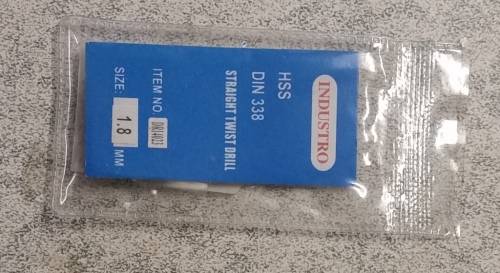 INDUSTRO
HSS
DIN 338
STRAIGHT TWIST DRILL
ITEM NO.
SIZE: 1.8 MM